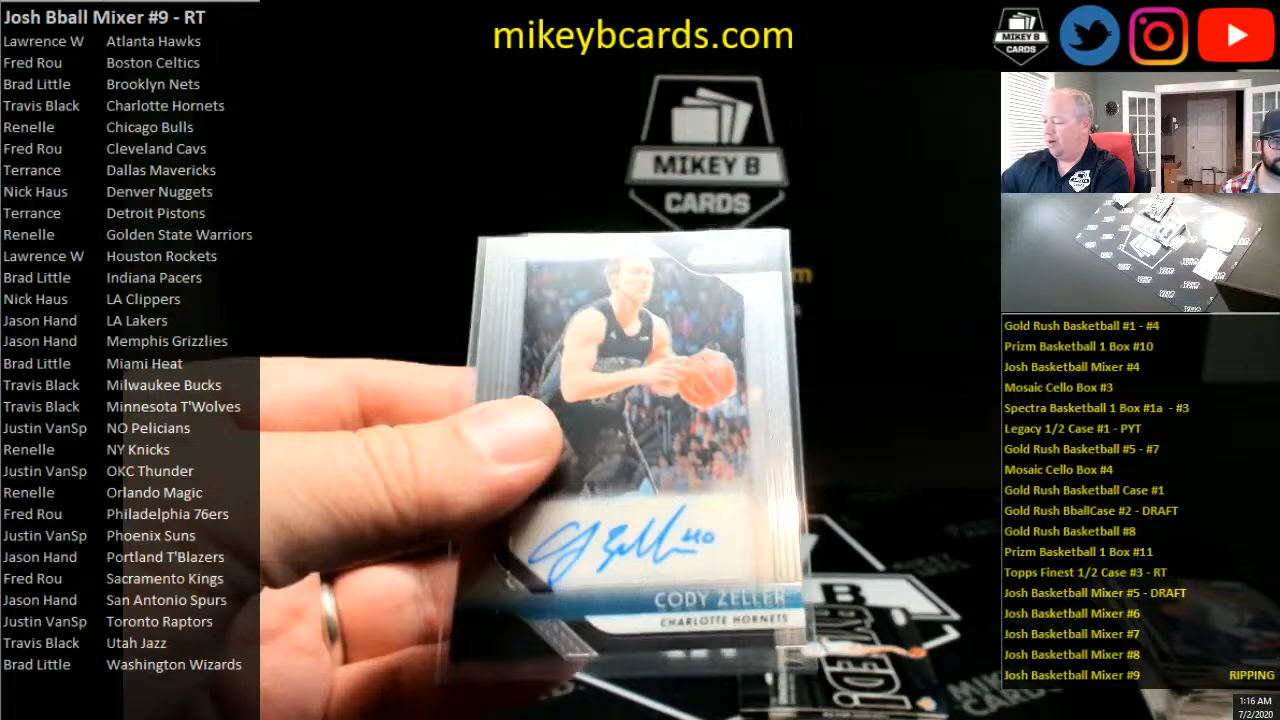 Josh Bball Mixer #9 - RT
Lawrence W Atlanta Hawks
Fred Rou Boston Celtics
Brad Little Brooklyn Nets
Travis Black Charlotte Hornets
Renelle Chicago Bulls
Fred Rou Cleveland Cavs
Terrance Dallas Mavericks
Nick Haus Denver Nuggets
Terrance Detroit Pistons
Renelle Golden State Warriors
Lawrence W Houston Rockets
Brad Little Indiana Pacers
Nick Haus LA Clippers
Jason Hand LA Lakers
Jason Hand Memphis Grizzlies
Brad Little Miami Heat
Travis Black Milwaukee Bucks
Travis Black Minnesota T'Wolves
Justin VanSp NO Pelicians
Renelle NY Knicks
Justin VanSp OKC Thunder
Renelle Orlando Magic
Fred Rou Philadelphia 76ers
Justin VanSp Phoenix Suns
Jason Hand Portland T'Blazers
Fred Rou Sacramento Kings
Jason Hand San Antonio Spurs
Justin VanSp Toronto Raptors
Travis Black Utah Jazz
Brad Little Washington Wizards
mikeybcards.com
MIKEY B
CARDS
CODY ZELLER
CHARLOTTE HORNETS
MIKEY B
CARDS
Gold Rush Basketball #1 - #4
Prizm Basketball 1 Box #10
Josh Basketball Mixer #4
Mosaic Cello Box #3
Spectra Basketball 1 Box #1a - #3
Legacy 1/2 Case #1 - PYT
Gold Rush Basketball #5 - #7
Mosaic Cello Box #4
Gold Rush Basketball Case #1
Gold Rush BballCase #2 - DRAFT
Gold Rush Basketball #8
Prizm Basketball 1 Box #11
Topps Finest 1/2 Case #3 - RT
Josh Basketball Mixer #5 - DRAFT
Josh Basketball Mixer #6
Josh Basketball Mixer #7
Josh Basketball Mixer #8
Josh Basketball Mixer #9 RIPPING
1:16 AM
7/2/2020